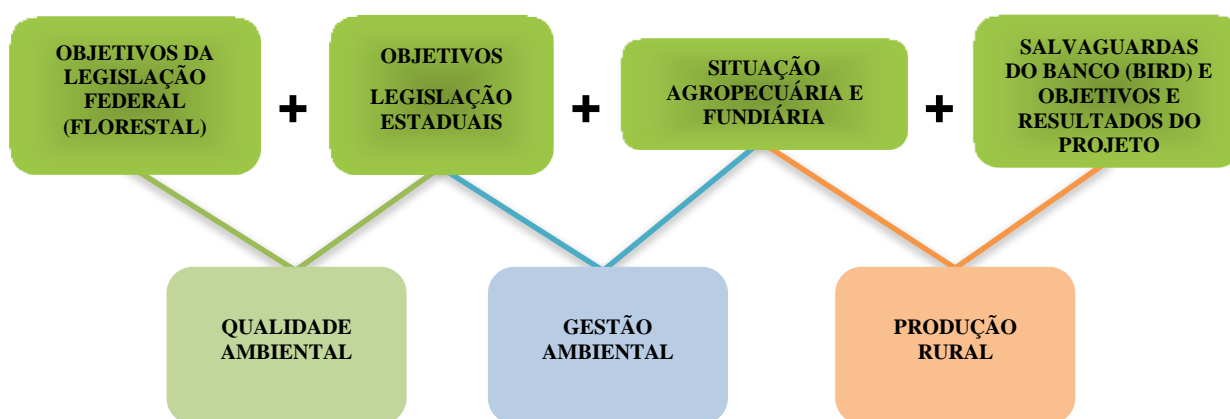 OBJETIVOS DA
LEGISLAÇÃO
FEDERAL
(FLORESTAL)
+
OBJETIVOS
LEGISLAÇÃO
ESTADUAIS
+
SITUAÇÃO
AGROPECUÁRIA E
FUNDIÁRIA
+
SALVAGUARDAS
DO BANCO (BIRD) E
OBJETIVOS E
RESULTADOS DO
PROJETO
QUALIDADE
AMBIENTAL
GESTÃO
AMBIENTAL
PRODUÇÃO
RURAL